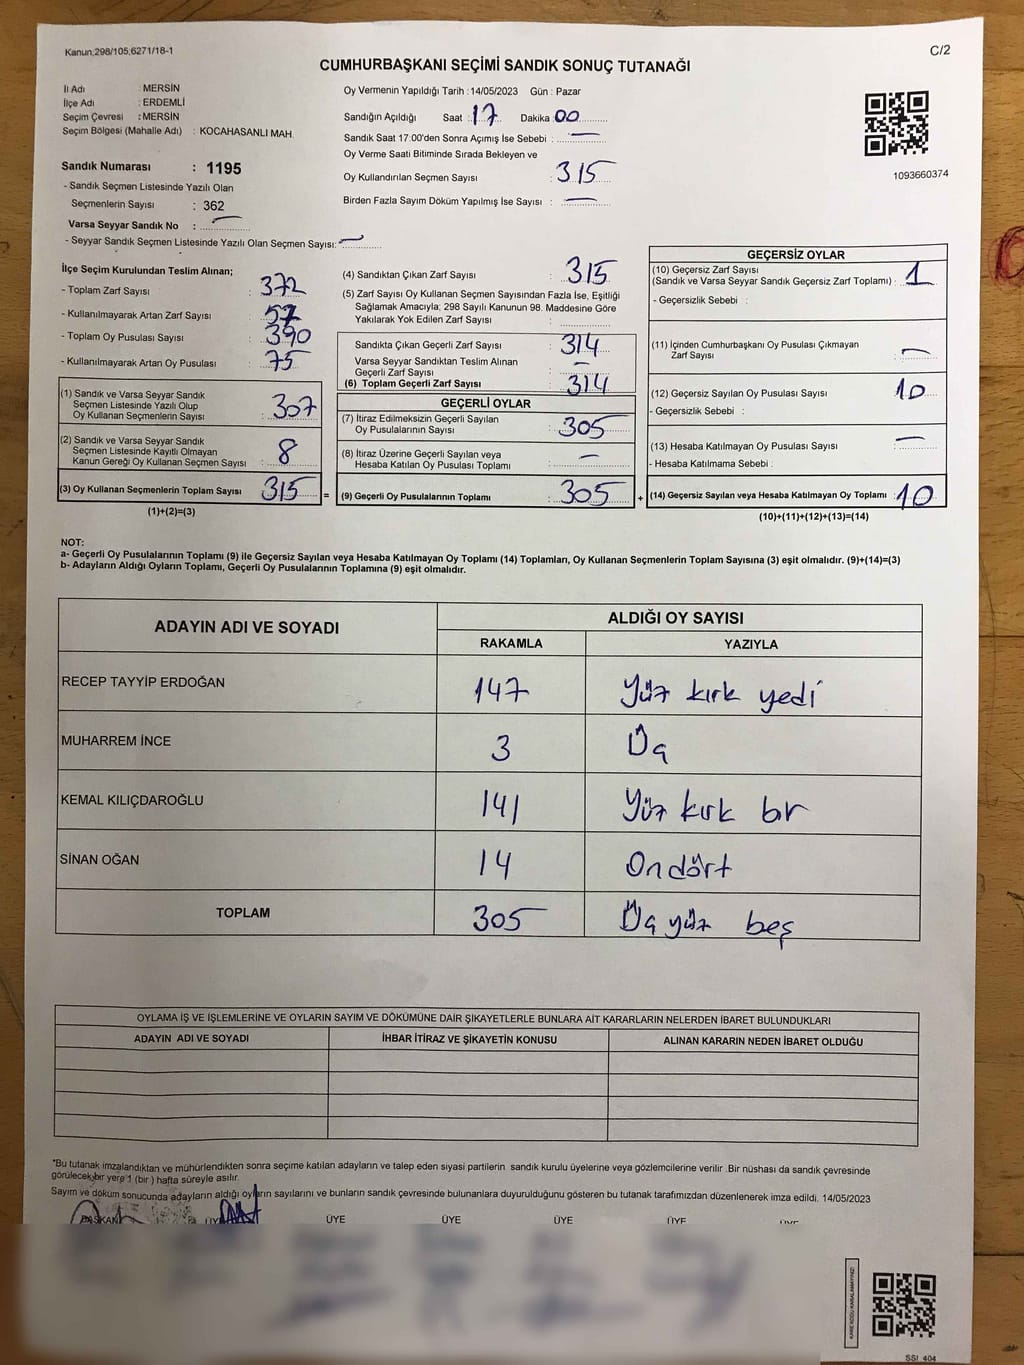 Kanun,298/105,6271/18-1
C/2
CUMHURBAŞKANI SEÇİMİ SANDIK SONUÇ TUTANAĞI
İl Adı : MERSİN
İlçe Adı : ERDEMLİ
Seçim Çevresi : MERSİN
Seçim Bölgesi (Mahalle Adı) : KOCAHASANLI MAH.
Sandık Numarası : 1195
- Sandık Seçmen Listesinde Yazılı Olan
Seçmenlerin Sayısı : 362
Varsa Seyyar Sandık No : —
- Seyyar Sandık Seçmen Listesinde Yazılı Olan Seçmen Sayısı: —
Oy Vermenin Yapıldığı Tarih :14/05/2023 Gün : Pazar
Sandığın Açıldığı Saat : 17 Dakika 00
Sandık Saat 17:00'den Sonra Açımış İse Sebebi : —
Oy Verme Saati Bitiminde Sırada Bekleyen ve
Oy Kullandırılan Seçmen Sayısı : 315
Birden Fazla Sayım Döküm Yapılmış İse Sayısı : —
1093660374
İlçe Seçim Kurulundan Teslim Alınan;
- Toplam Zarf Sayısı : 372
- Kullanılmayarak Artan Zarf Sayısı : 57
- Toplam Oy Pusulası Sayısı : 390
- Kullanılmayarak Artan Oy Pusulası : 75
(1) Sandık ve Varsa Seyyar Sandık
Seçmen Listesinde Yazılı Olup
Oy Kullanan Seçmenlerin Sayısı : 307
(2) Sandık ve Varsa Seyyar Sandık
Seçmen Listesinde Kayıtlı Olmayan
Kanun Gereği Oy Kullanan Seçmen Sayısı : 8
(3) Oy Kullanan Seçmenlerin Toplam Sayısı : 315 =
(1)+(2)=(3)
(4) Sandıktan Çıkan Zarf Sayısı : 315
(5) Zarf Sayısı Oy Kullanan Seçmen Sayısından Fazla İse, Eşitliği
Sağlamak Amacıyla; 298 Sayılı Kanunun 98. Maddesine Göre
Yakılarak Yok Edilen Zarf Sayısı :
Sandıkta Çıkan Geçerli Zarf Sayısı : 314
Varsa Seyyar Sandıktan Teslim Alınan
Geçerli Zarf Sayısı : —
(6) Toplam Geçerli Zarf Sayısı : 314
GEÇERLİ OYLAR
(7) İtiraz Edilmeksizin Geçerli Sayılan
Oy Pusulalarının Sayısı : 305
(8) İtiraz Üzerine Geçerli Sayılan veya
Hesaba Katılan Oy Pusulası Toplamı : —
(9) Geçerli Oy Pusulalarının Toplamı : 305 +
GEÇERSİZ OYLAR
(10) Geçersiz Zarf Sayısı
(Sandık ve Varsa Seyyar Sandık Geçersiz Zarf Toplamı) : 1
- Geçersizlik Sebebi :
(11) İçinden Cumhurbaşkanı Oy Pusulası Çıkmayan
Zarf Sayısı : —
(12) Geçersiz Sayılan Oy Pusulası Sayısı : 10
- Geçersizlik Sebebi :
(13) Hesaba Katılmayan Oy Pusulası Sayısı : —
- Hesaba Katılmama Sebebi :
(14) Geçersiz Sayılan veya Hesaba Katılmayan Oy Toplamı : 10
(10)+(11)+(12)+(13)=(14)
NOT:
a- Geçerli Oy Pusulalarının Toplamı (9) ile Geçersiz Sayılan veya Hesaba Katılmayan Oy Toplamı (14) Toplamları, Oy Kullanan Seçmenlerin Toplam Sayısına (3) eşit olmalıdır. (9)+(14)=(3)
b- Adayların Aldığı Oyların Toplamı, Geçerli Oy Pusulalarının Toplamına (9) eşit olmalıdır.
ADAYIN ADI VE SOYADI ALDIĞI OY SAYISI
RAKAMLA YAZIYLA
RECEP TAYYİP ERDOĞAN 147 Yüz kırk yedi
MUHARREM İNCE 3 Üç
KEMAL KILIÇDAROĞLU 141 Yüz kırk bir
SİNAN OĞAN 14 Ondört
TOPLAM 305 Üç yüz beş
OYLAMA İŞ VE İŞLEMLERİNE VE OYLARIN SAYIM VE DÖKÜMÜNE DAİR ŞİKAYETLERLE BUNLARA AİT KARARLARIN NELERDEN İBARET BULUNDUKLARI
ADAYIN ADI VE SOYADI İHBAR İTİRAZ VE ŞİKAYETİN KONUSU ALINAN KARARIN NEDEN İBARET OLDUĞU
*Bu tutanak imzalandıktan ve mühürlendikten sonra seçime katılan adayların ve talep eden siyasi partilerin sandık kurulu üyelerine veya gözlemcilerine verilir .Bir nüshası da sandık çevresinde
görülecek bir yere 1 (bir ) hafta süreyle asılır.
Sayım ve döküm sonucunda adayların aldığı oyların sayılarını ve bunların sandık çevresinde bulunanlara duyurulduğunu gösteren bu tutanak tarafımızdan düzenlenerek imza edildi. 14/05/2023
BAŞKAN ÜYE ÜYE ÜYE ÜYE ÜYE ÜYE
KARE KODU KARALAMAYINIZ!
SSİ 404